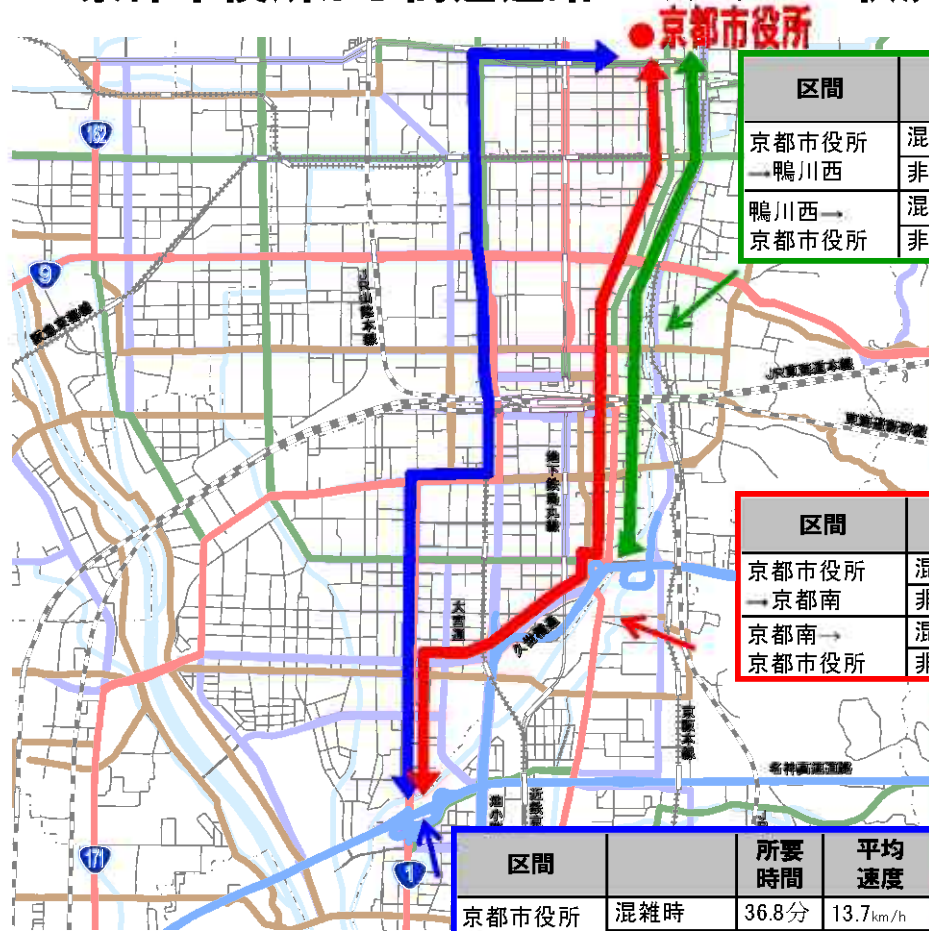 京都市役所
162
区間
京都市役所
→鴨川西
混
非
鴨川西→
京都市役所
混
非
9
JR山陰本線
JR東海道本線
東海道新幹線
地下鉄烏丸線
区間
京都市役所
→京都南
混
非
京都南→
京都市役所
混
非
大宮通
久世橋通
京阪本線
名神高速道路
171
1
区間
所要
時間
平均
速度
京都市役所
混雑時
36.8分
13.7km/h